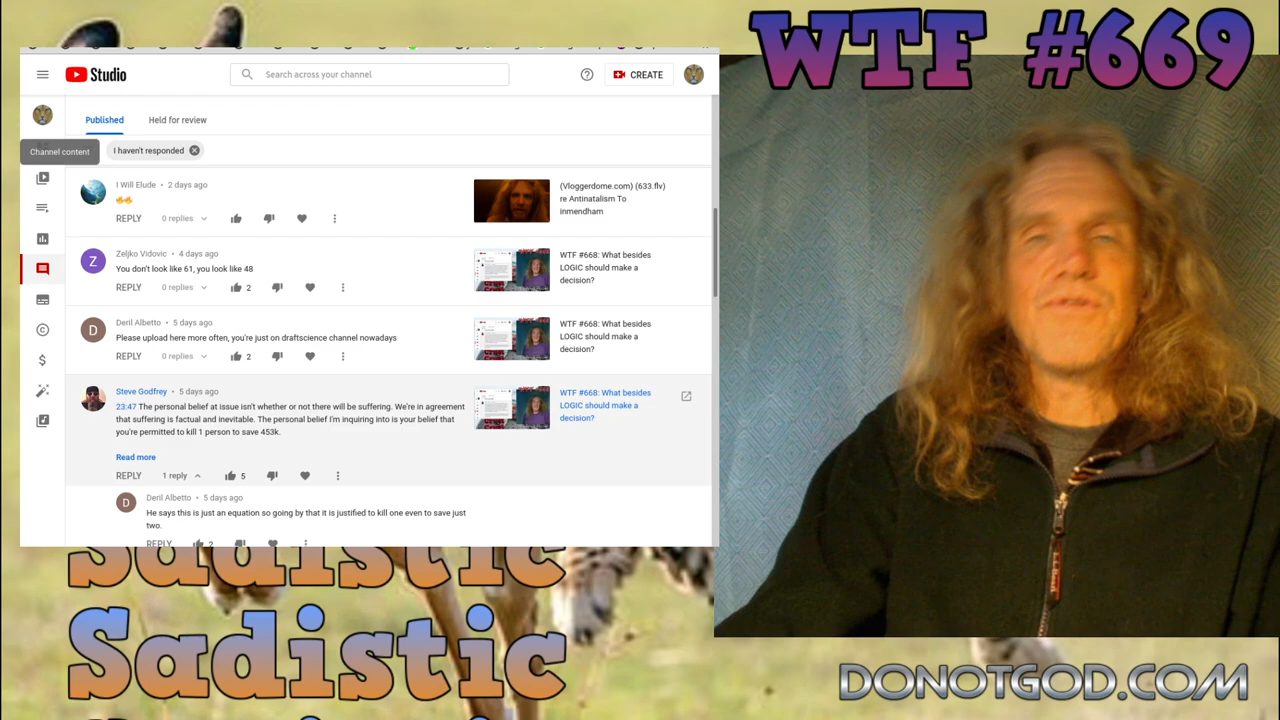 WTF #669
Studio
Search across your channel
CREATE
Published
Held for review
Channel content
I haven't responded
I Will Elude • 2 days ago
REPLY
0 replies
(Vloggerdome.com) (633.flv)
re Antinatalism To
inmendham
Z
Zeljko Vidovic • 4 days ago
You don't look like 61, you look like 48
REPLY
0 replies
2
WTF #668: What besides
LOGIC should make a
decision?
D
Deril Albetto • 5 days ago
Please upload here more often, you're just on draftscience channel nowadays
REPLY
0 replies
2
WTF #668: What besides
LOGIC should make a
decision?
Steve Godfrey • 5 days ago
23:47 The personal belief at issue isn't whether or not there will be suffering. We're in agreement
that suffering is factual and inevitable. The personal belief I'm inquiring into is your belief that
you're permitted to kill 1 person to save 453k.
Read more
REPLY
1 reply
5
WTF #668: What besides
LOGIC should make a
decision?
D
Deril Albetto • 5 days ago
He says this is just an equation so going by that it is justified to kill one even to save just
two.
REPLY
2
Sadistic
Sadistic
DONOTGOD.COM